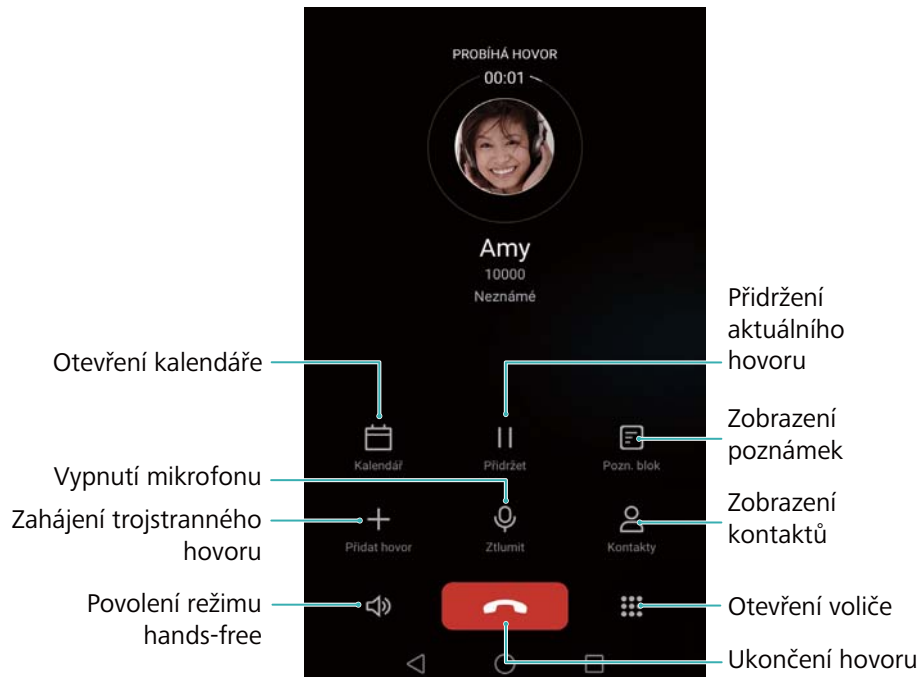 PROBÍHÁ HOVOR
00:01
Amy
10000
Neznámé
Přidržení
aktuálního
hovoru
Otevření kalendáře
Zobrazení
poznámek
Kalendář
Přidržet
Pozn. blok
Vypnutí mikrofonu
Zobrazení
kontaktů
Zahájení trojstranného
hovoru
Přidat hovor
Ztlumit
Kontakty
Povolení režimu
hands-free
Otevření voliče
Ukončení hovoru